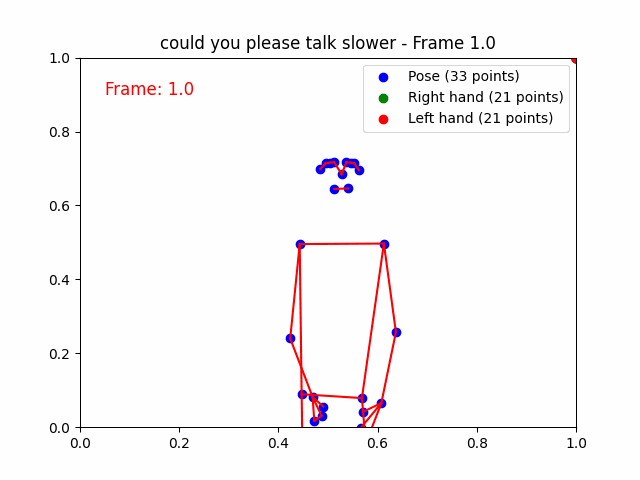 could you please talk slower - Frame 1.0
Frame: 1.0
Pose (33 points)
Right hand (21 points)
Left hand (21 points)
1.0
0.8
0.6
0.4
0.2
0.0
0.0 0.2 0.4 0.6 0.8 1.0